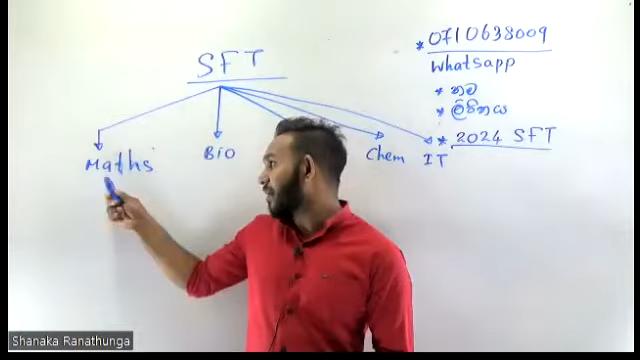 SFT
Maths
Bio
Chem
IT
* 0710638009
Whatsapp
* නම
* ලිපිනය
* 2024 SFT
Shanaka Ranathunga